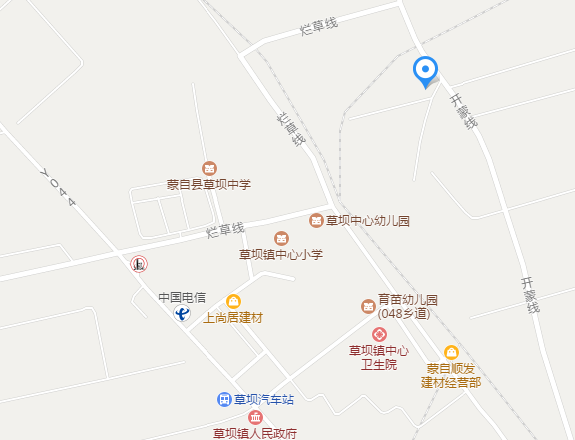 烂草线
开蒙线
烂草线
Y044
蒙自县草坝中学
草坝中心幼儿园
烂草线
草坝镇中心小学
开蒙线
中国电信
育苗幼儿园
(048乡道)
上尚居建材
草坝镇中心
卫生院
蒙自顺发
建材经营部
草坝汽车站
草坝镇人民政府